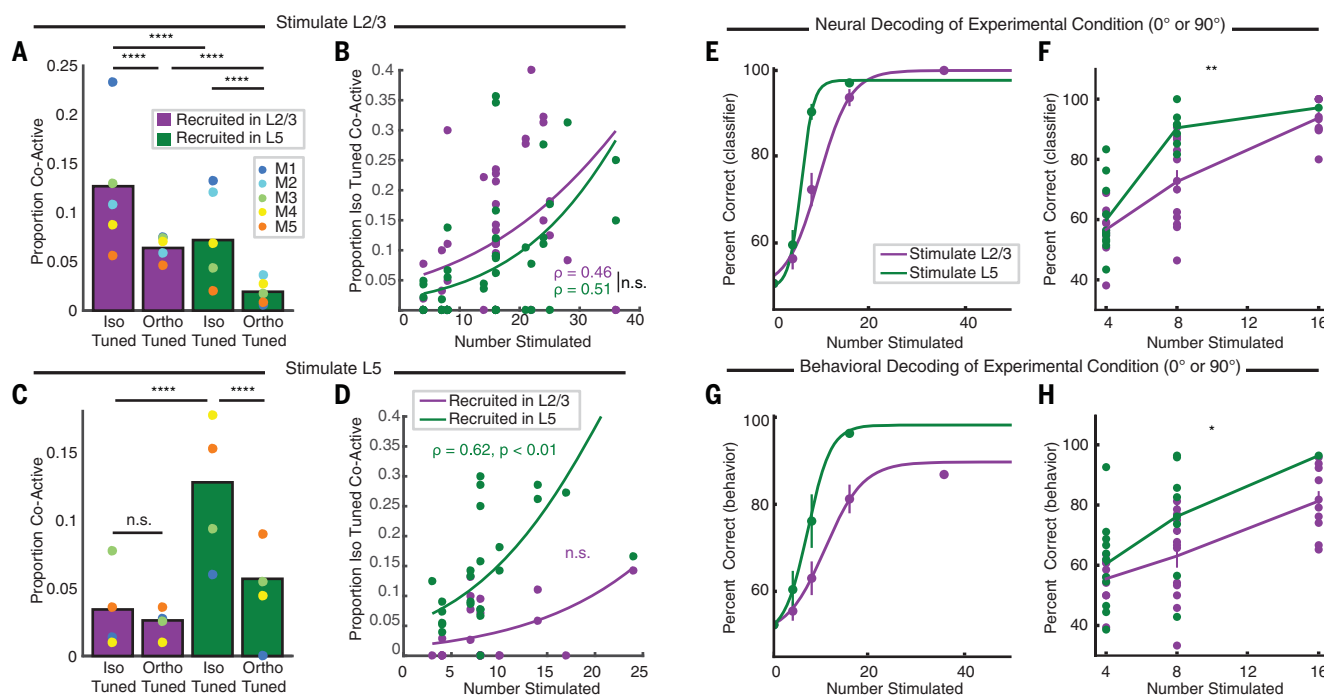 Stimulate L2/3
Neural Decoding of Experimental Condition (0° or 90°)
A
****
****
****
****
Proportion Co-Active
0.25
0.2
0.15
0.1
0.05
0
Recruited in L2/3
Recruited in L5
M1
M2
M3
M4
M5
Iso Ortho Iso Ortho
Tuned Tuned Tuned Tuned
B
Proportion Iso Tuned Co-Active
0.4
0.35
0.3
0.25
0.2
0.15
0.1
0.05
0
ρ = 0.46
ρ = 0.51
n.s.
0 10 20 30 40
Number Stimulated
E
Percent Correct (classifier)
100
80
60
Stimulate L2/3
Stimulate L5
0 20 40
Number Stimulated
F
**
Percent Correct (classifier)
100
80
60
40
4 8 12 16
Number Stimulated
Stimulate L5
Behavioral Decoding of Experimental Condition (0° or 90°)
C
****
****
n.s.
Proportion Co-Active
0.15
0.1
0.05
0
Iso Ortho Iso Ortho
Tuned Tuned Tuned Tuned
D
Recruited in L2/3
Recruited in L5
ρ = 0.62, p < 0.01
n.s.
Proportion Iso Tuned Co-Active
0.4
0.35
0.3
0.25
0.2
0.15
0.1
0.05
0
0 5 10 15 20 25
Number Stimulated
G
Percent Correct (behavior)
100
80
60
0 20 40
Number Stimulated
H
*
Percent Correct (behavior)
100
80
60
40
4 8 12 16
Number Stimulated